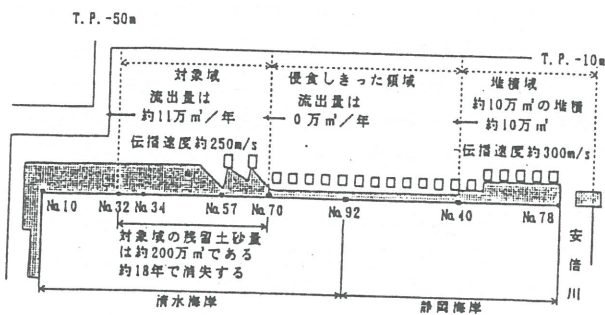 T.P.-50m
T.P.-10m
対象域
流出量は
約11万㎥/年
伝播速度約250m/s
侵食しきった領域
流出量は
0万㎥/年
堆積域
約10万㎥の堆積
約10万㎥
伝播速度約300m/s
No.10
No.32
No.34
No.57
No.70
No.92
No.40
No.78
対象域の残留土砂量
は約200万㎥である
約18年で消失する
安倍川
清水海岸
静岡海岸